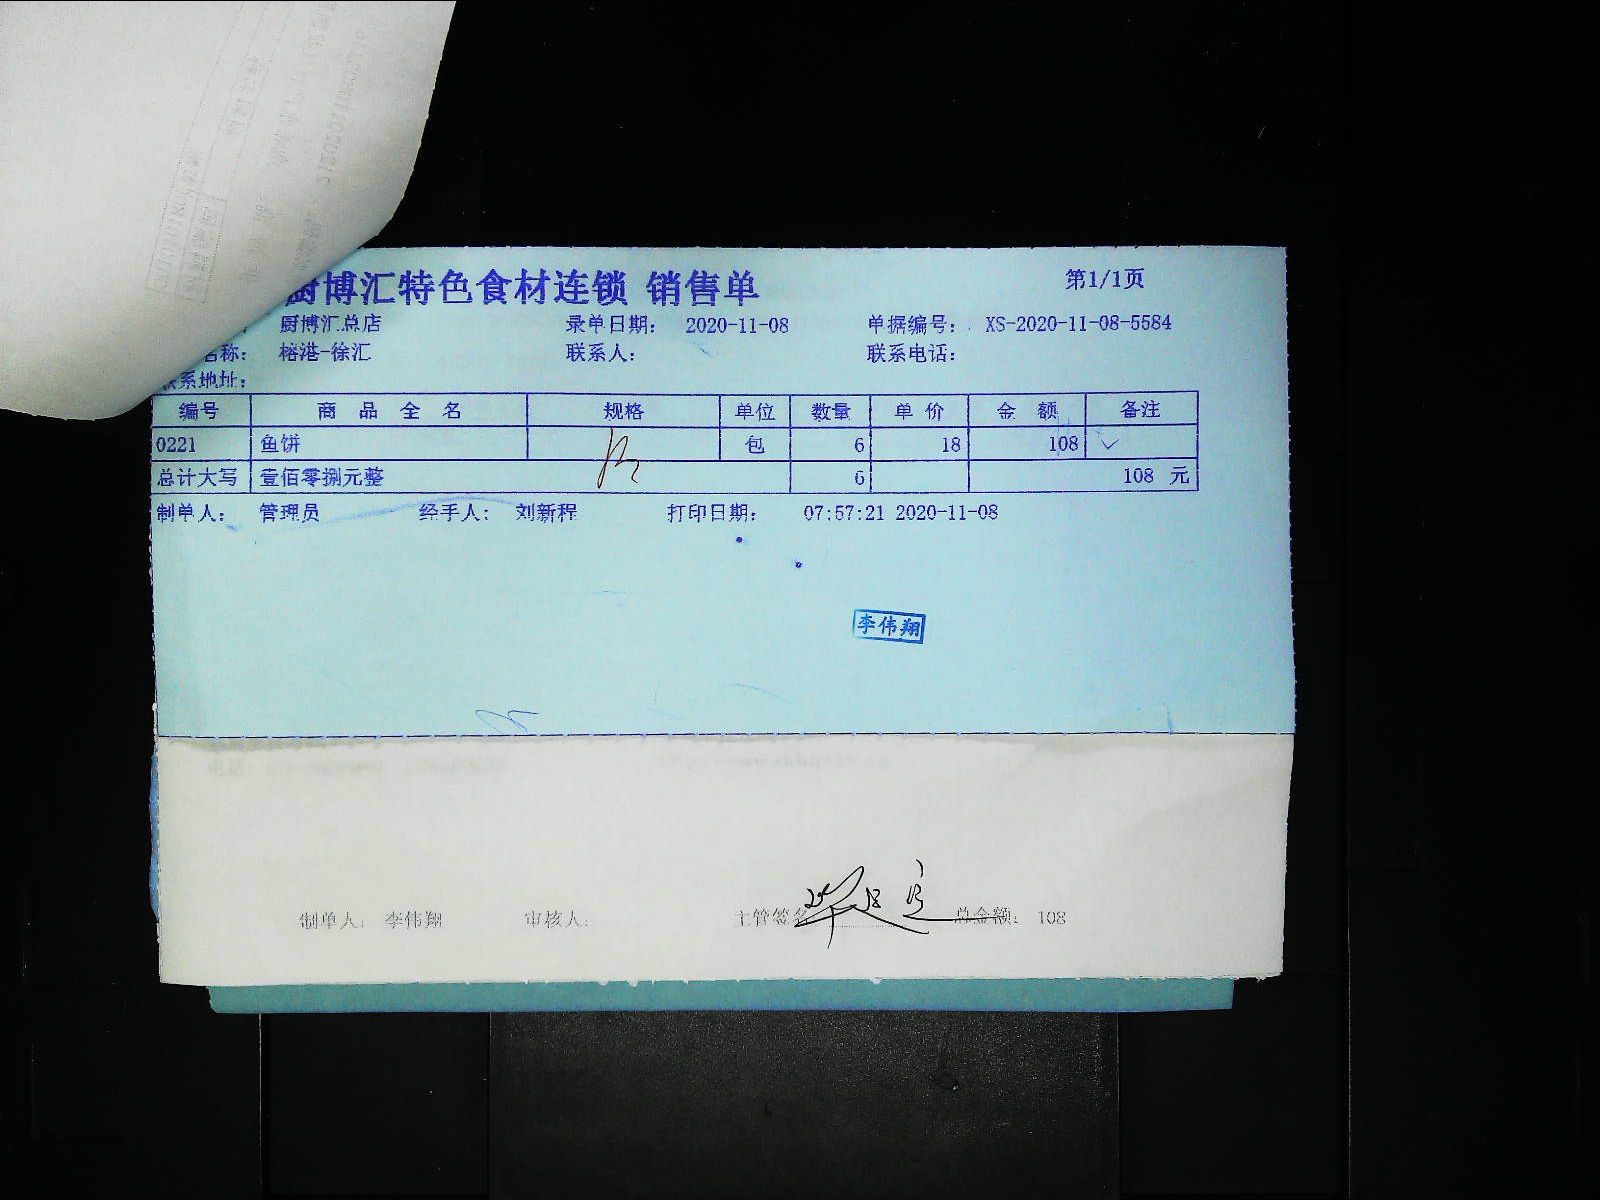 厨博汇特色食材连锁 销售单
第1/1页
厨博汇总店 录单日期： 2020-11-08 单据编号： XS-2020-11-08-5584
名称： 榕港-徐汇 联系人： 联系电话：
联系地址：
编号 商品全名 规格 单位 数量 单价 金额 备注
0221 鱼饼 包 6 18 108
总计大写 壹佰零捌元整 6 108 元
制单人： 管理员 经手人： 刘新程 打印日期： 07:57:21 2020-11-08
李伟翔
制单人： 李伟翔 审核人： 主管签名 总金额： 108